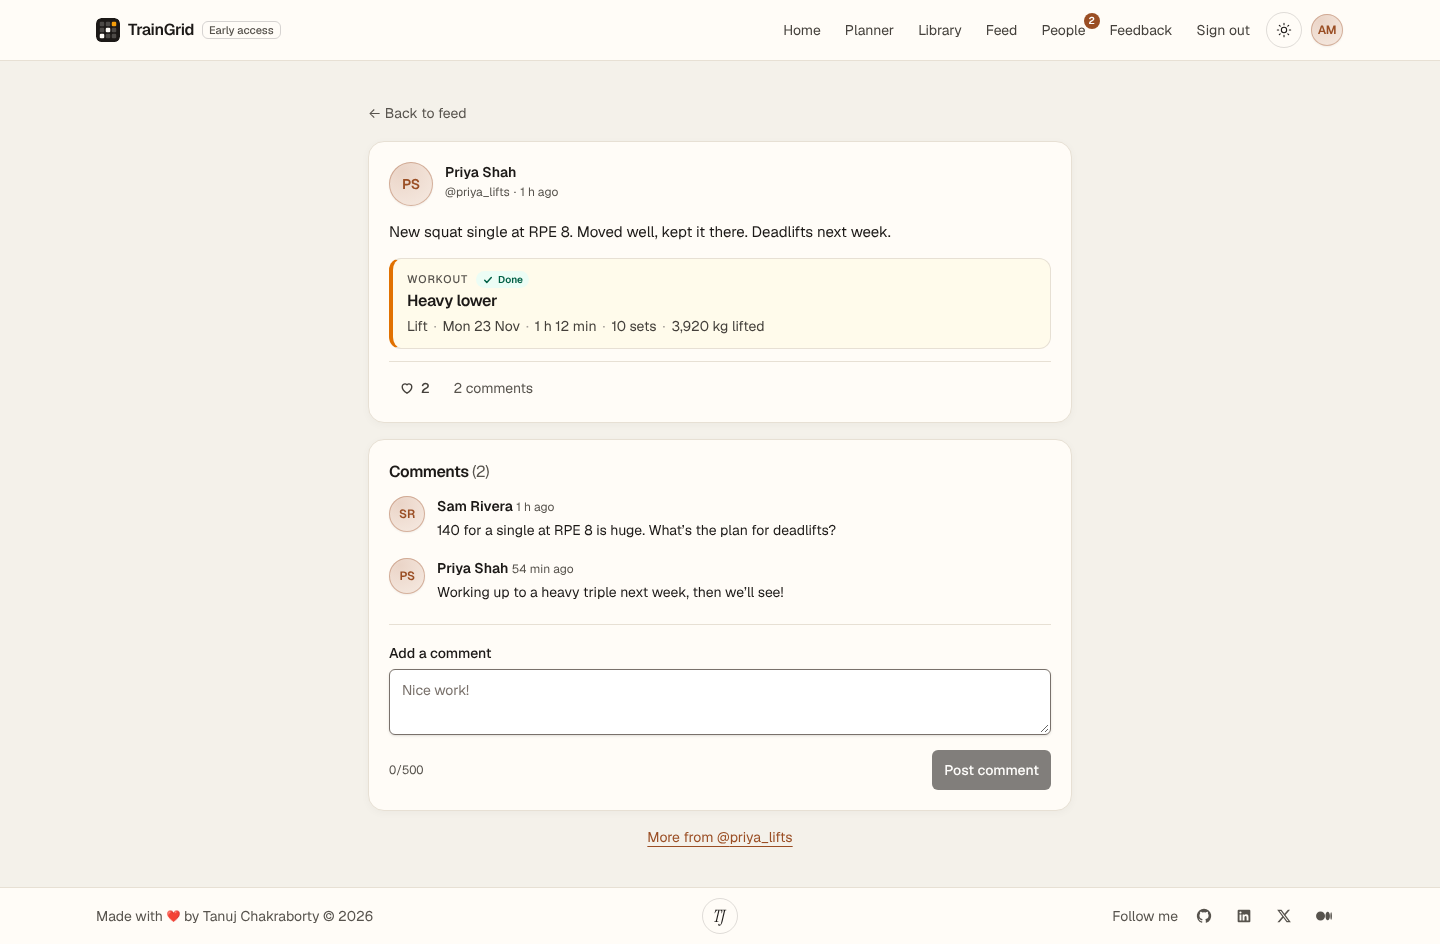 TrainGrid Early access Home Planner Library Feed People 2 Feedback Sign out AM
← Back to feed
PS Priya Shah
@priya_lifts · 1 h ago
New squat single at RPE 8. Moved well, kept it there. Deadlifts next week.
WORKOUT ✓ Done
Heavy lower
Lift · Mon 23 Nov · 1 h 12 min · 10 sets · 3,920 kg lifted
2 2 comments
Comments (2)
SR Sam Rivera 1 h ago
140 for a single at RPE 8 is huge. What’s the plan for deadlifts?
PS Priya Shah 54 min ago
Working up to a heavy triple next week, then we’ll see!
Add a comment
Nice work!
0/500 Post comment
More from @priya_lifts
Made with ❤️ by Tanuj Chakraborty © 2026 TJ Follow me